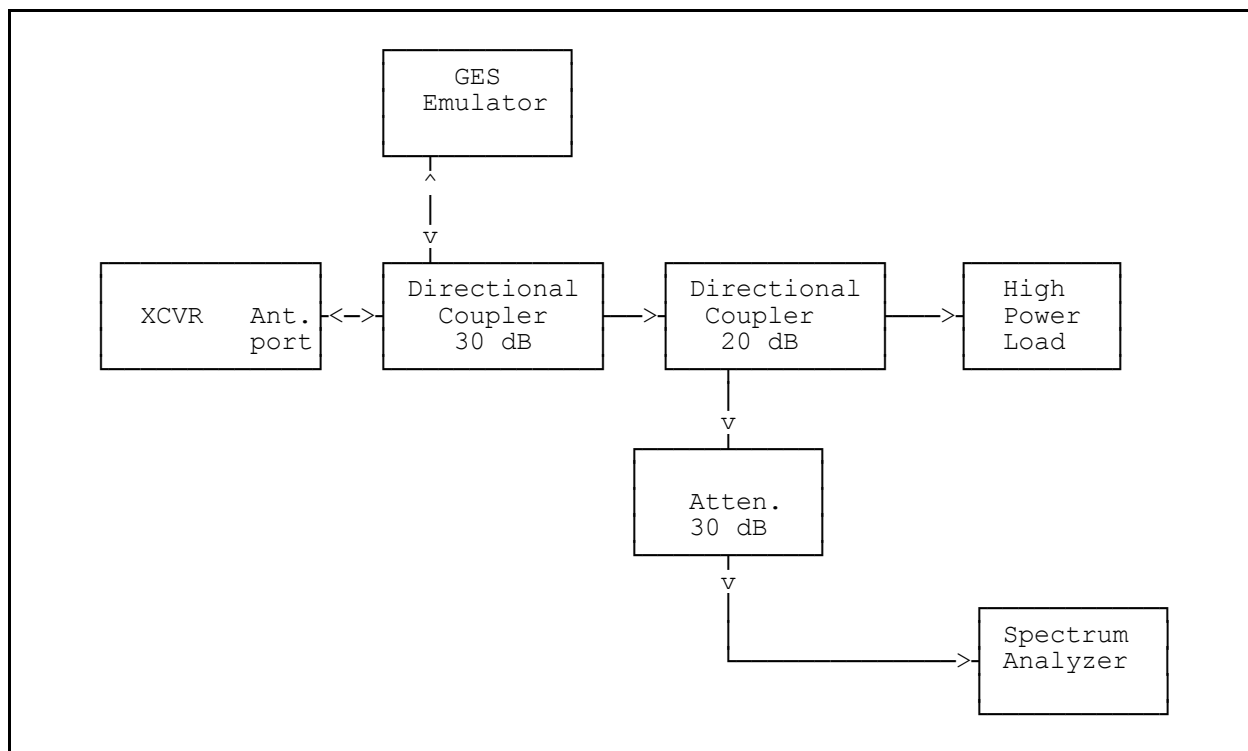 GES
Emulator
XCVR Ant.
port
Directional
Coupler
30 dB
Directional
Coupler
20 dB
High
Power
Load
Atten.
30 dB
Spectrum
Analyzer